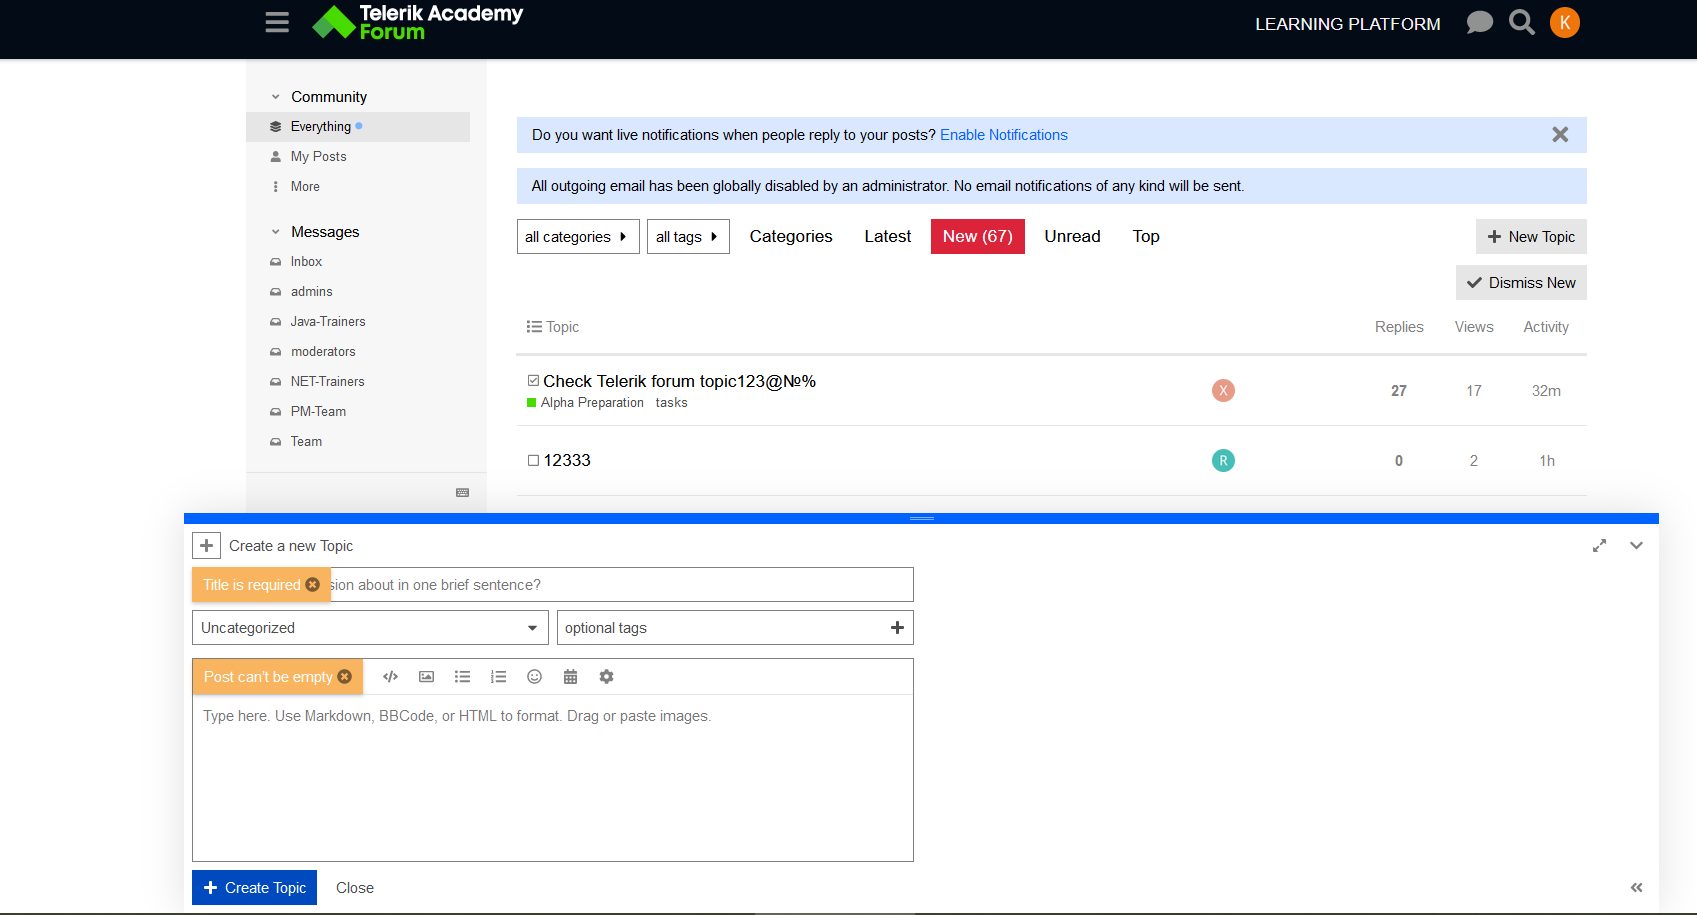 Telerik Academy
Forum
LEARNING PLATFORM
K
Community
Everything
My Posts
More
Messages
Inbox
admins
Java-Trainers
moderators
NET-Trainers
PM-Team
Team
Do you want live notifications when people reply to your posts? Enable Notifications
All outgoing email has been globally disabled by an administrator. No email notifications of any kind will be sent.
all categories
all tags
Categories
Latest
New (67)
Unread
Top
New Topic
Dismiss New
Topic
Replies
Views
Activity
Check Telerik forum topic123@№%
Alpha Preparation tasks
X
27
17
32m
12333
R
0
2
1h
Create a new Topic
Title is required
sion about in one brief sentence?
Uncategorized
optional tags
Post can't be empty
Type here. Use Markdown, BBCode, or HTML to format. Drag or paste images.
Create Topic
Close